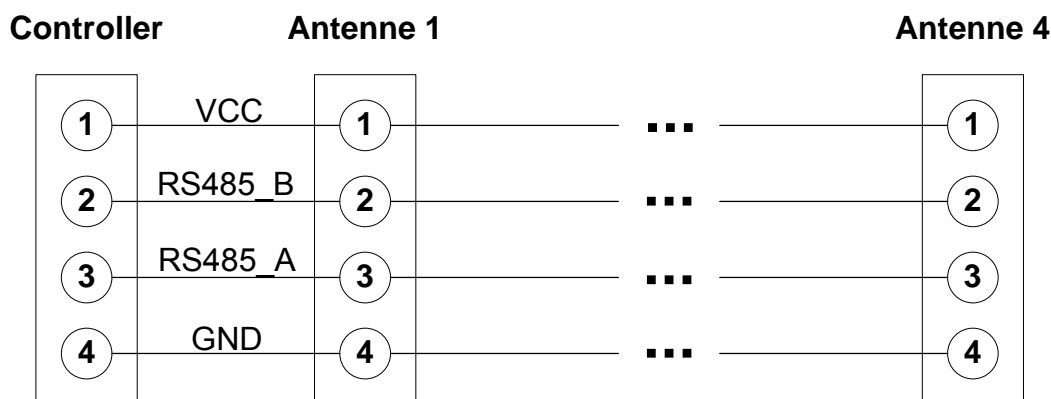 Controller Antenne 1 Antenne 4
1 VCC 1 ... 1
2 RS485_B 2 ... 2
3 RS485_A 3 ... 3
4 GND 4 ... 4